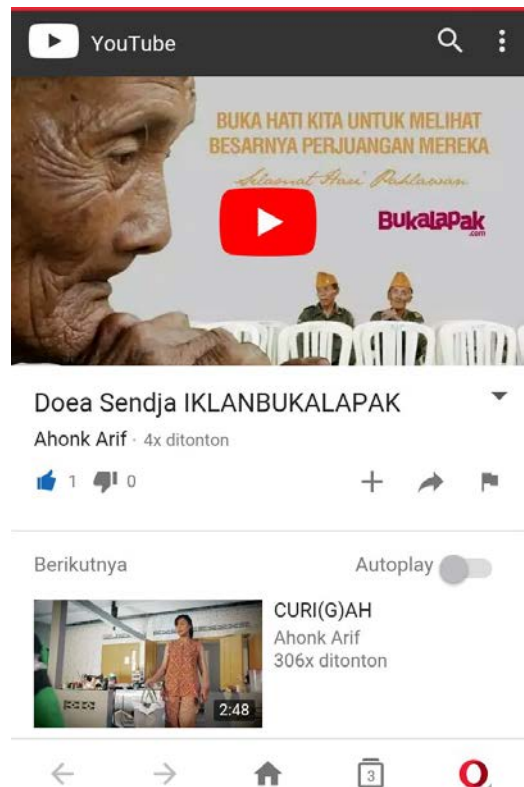 YouTube
BUKA HATI KITA UNTUK MELIHAT
BESARNYA PERJUANGAN MEREKA
Selamat Hari Pahlawan
BukalaPak
.com
Doea Sendja IKLANBUKALAPAK
Ahonk Arif · 4x ditonton
1 0
Berikutnya Autoplay
CURI(G)AH
Ahonk Arif
306x ditonton
2:48
3